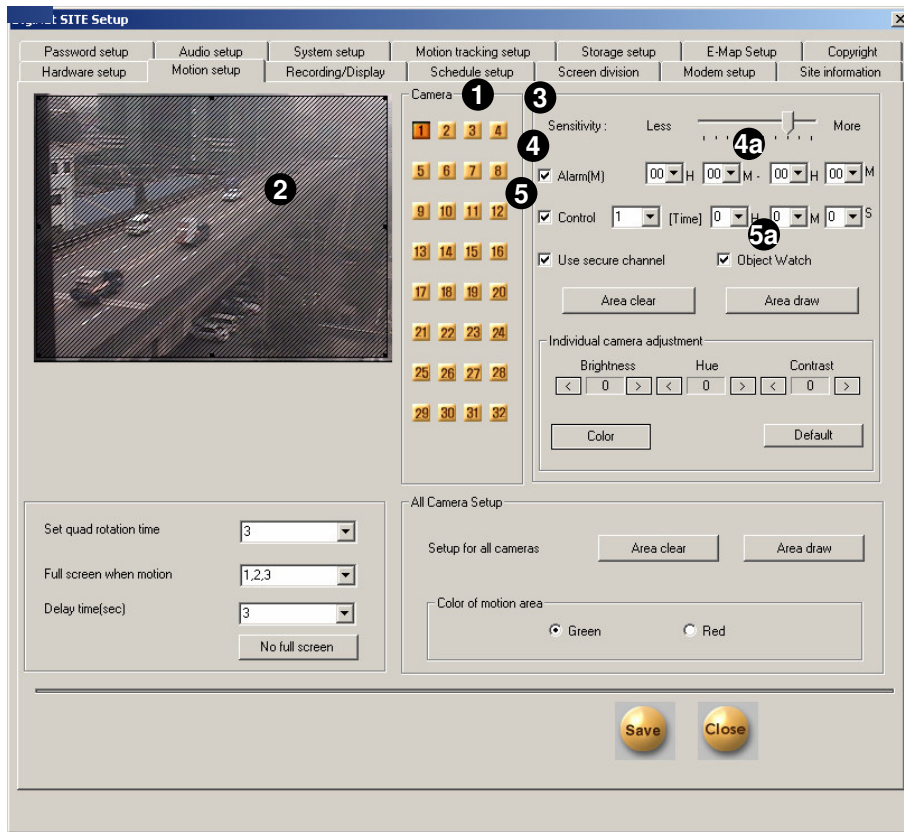 SITE Setup
Password setup Audio setup System setup Motion tracking setup Storage setup E-Map Setup Copyright
Hardware setup Motion setup Recording/Display Schedule setup Screen division Modem setup Site information
Camera 1 3
Sensitivity : Less More
1 2 3 4
4 4a
5 6 7 8
Alarm(M) 00 H 00 M - 00 H 00 M
2 5
9 10 11 12
Control 1 [Time] 0 H 0 M 0 S
5a
13 14 15 16
Use secure channel Object Watch
17 18 19 20
Area clear Area draw
21 22 23 24
Individual camera adjustment
Brightness Hue Contrast
25 26 27 28
< 0 > < 0 > < 0 >
29 30 31 32
Color Default
All Camera Setup
Set quad rotation time 3
Setup for all cameras Area clear Area draw
Full screen when motion 1,2,3
Delay time(sec) 3
Color of motion area
Green Red
No full screen
Save Close